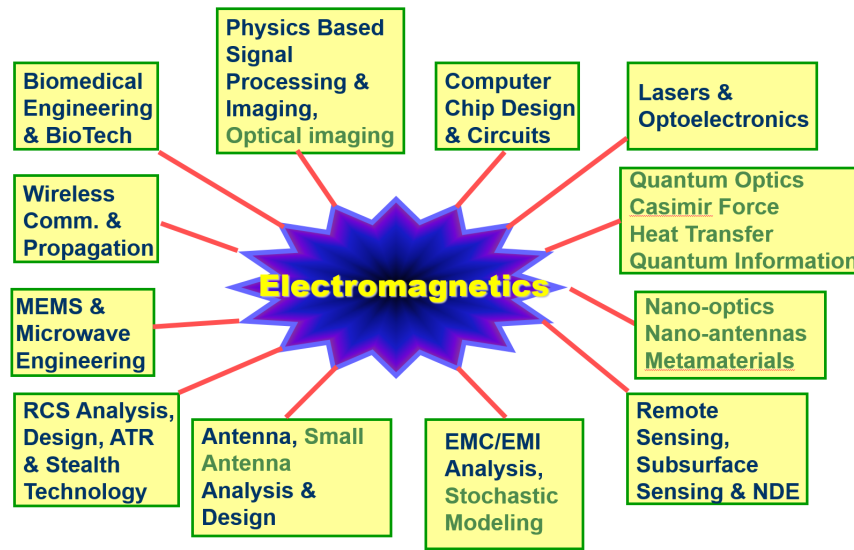 Physics Based
Signal
Processing &
Imaging,
Optical imaging
Biomedical
Engineering
& BioTech
Computer
Chip Design
& Circuits
Lasers &
Optoelectronics
Wireless
Comm. &
Propagation
Quantum Optics
Casimir Force
Heat Transfer
Quantum Information
Electromagnetics
MEMS &
Microwave
Engineering
Nano-optics
Nano-antennas
Metamaterials
RCS Analysis,
Design, ATR
& Stealth
Technology
Antenna, Small
Antenna
Analysis &
Design
EMC/EMI
Analysis,
Stochastic
Modeling
Remote
Sensing,
Subsurface
Sensing & NDE